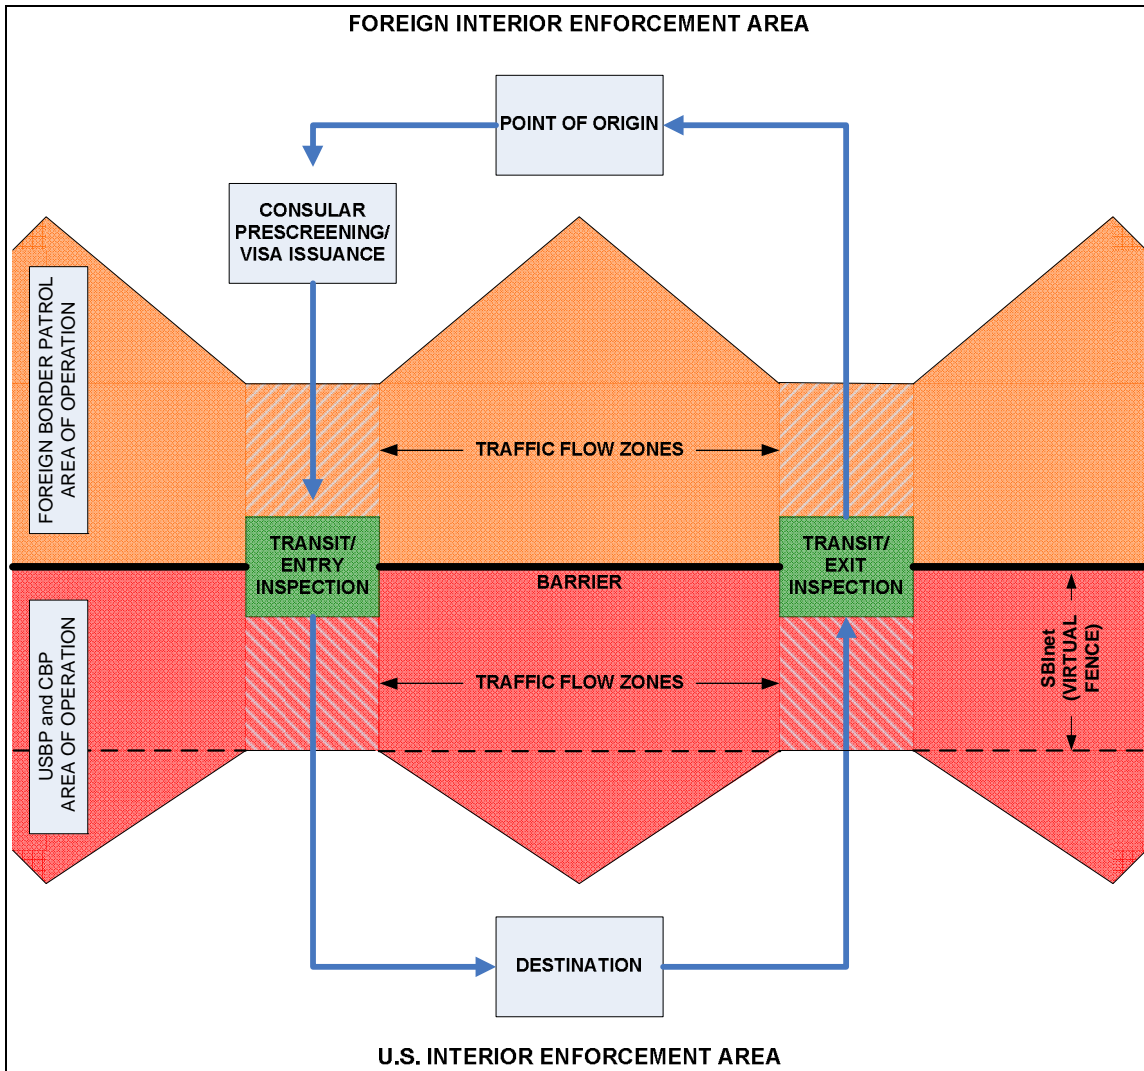 FOREIGN INTERIOR ENFORCEMENT AREA
POINT OF ORIGIN
CONSULAR
PRESCREENING/
VISA ISSUANCE
FOREIGN BORDER PATROL
AREA OF OPERATION
TRAFFIC FLOW ZONES
TRANSIT/
ENTRY
INSPECTION
TRANSIT/
EXIT
INSPECTION
BARRIER
USBP and CBP
AREA OF OPERATION
TRAFFIC FLOW ZONES
SBInet
(VIRTUAL
FENCE)
DESTINATION
U.S. INTERIOR ENFORCEMENT AREA